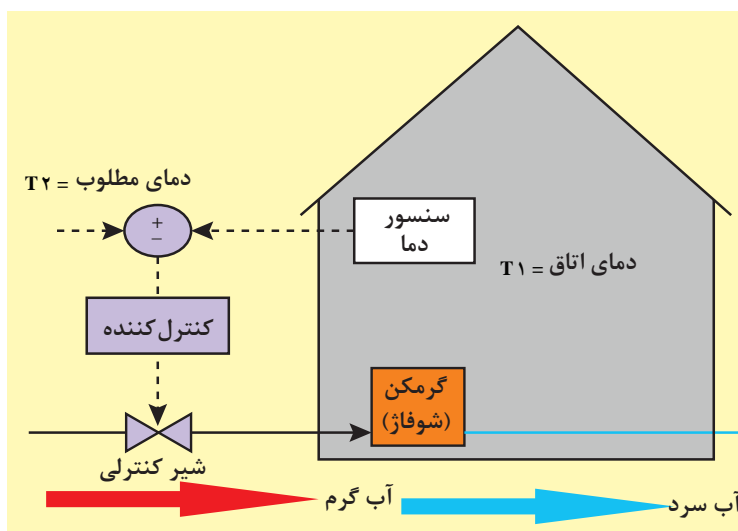 دمای مطلوب = T۲
+
−
سنسور
دما
دمای اتاق = T۱
کنترل‌کننده
گرمکن
(شوفاژ)
شیر کنترلی
آب گرم
آب سرد